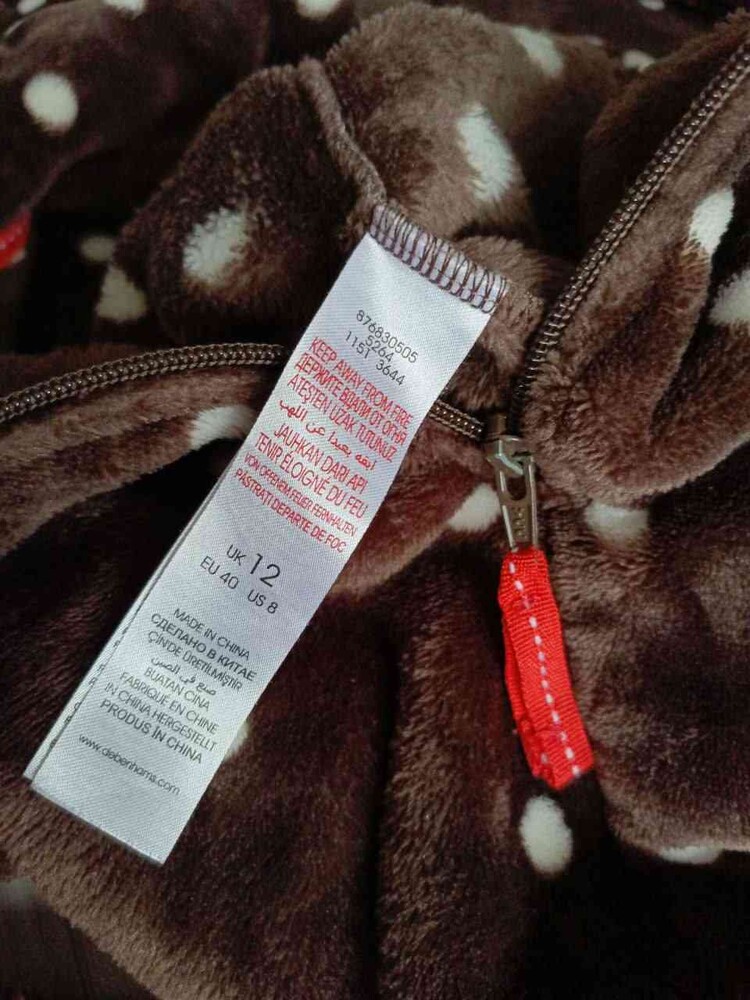 876830505
5264
1151 3644
KEEP AWAY FROM FIRE
ДЕРЖИТЕ ВДАЛИ ОТ ОГНЯ
ATEŞTEN UZAK TUTUNUZ
ابقه بعيدا عن اللهب
JAUHKAN DARI API
TENIR ÉLOIGNÉ DU FEU
VON OFFENEM FEUER FERNHALTEN
PĂSTRATI DEPARTE DE FOC
UK 12
EU 40 US 8
MADE IN CHINA
СДЕЛАНО В КИТАЕ
ÇİN'DE ÜRETİLMİŞTİR
صنع في الصين
BUATAN CINA
FABRIQUÉ EN CHINE
IN CHINA HERGESTELLT
PRODUS ÎN CHINA
www.debenhams.com